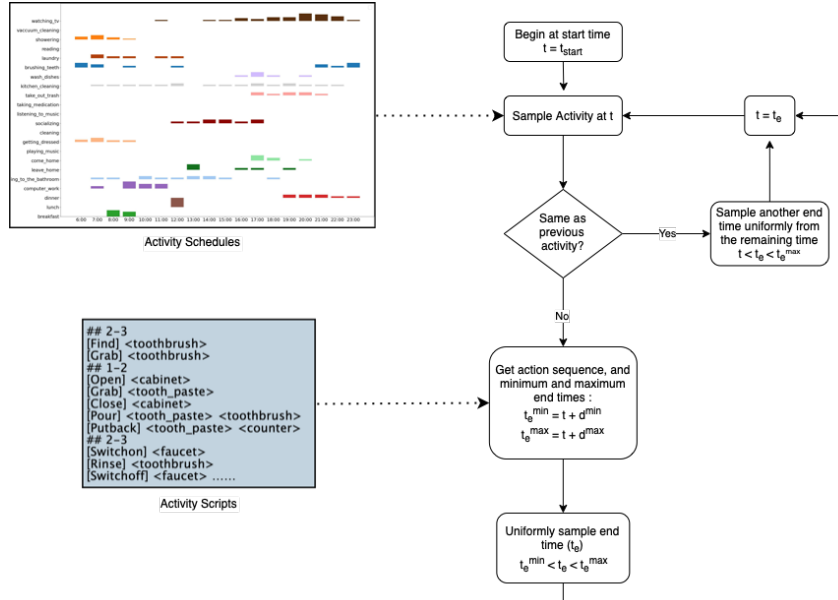 watching_tv
vaccuum_cleaning
showering
reading
laundry
brushing_teeth
wash_dishes
kitchen_cleaning
take_out_trash
taking_medication
listening_to_music
socializing
cleaning
getting_dressed
playing_music
come_home
leave_home
ing_to_the_bathroom
computer_work
dinner
lunch
breakfast
6:00 7:00 8:00 9:00 10:00 11:00 12:00 13:00 14:00 15:00 16:00 17:00 18:00 19:00 20:00 21:00 22:00 23:00
Activity Schedules
## 2-3
[Find] <toothbrush>
[Grab] <toothbrush>
## 1-2
[Open] <cabinet>
[Grab] <tooth_paste>
[Close] <cabinet>
[Pour] <tooth_paste> <toothbrush>
[Putback] <tooth_paste> <counter>
## 2-3
[Switchon] <faucet>
[Rinse] <toothbrush>
[Switchoff] <faucet> ......
Activity Scripts
Begin at start time
t = t_start
Sample Activity at t
t = t_e
Same as
previous
activity?
Yes
Sample another end
time uniformly from
the remaining time
t < t_e < t_e^max
No
Get action sequence, and
minimum and maximum
end times :
t_e^min = t + d^min
t_e^max = t + d^max
Uniformly sample end
time (t_e)
t_e^min < t_e < t_e^max